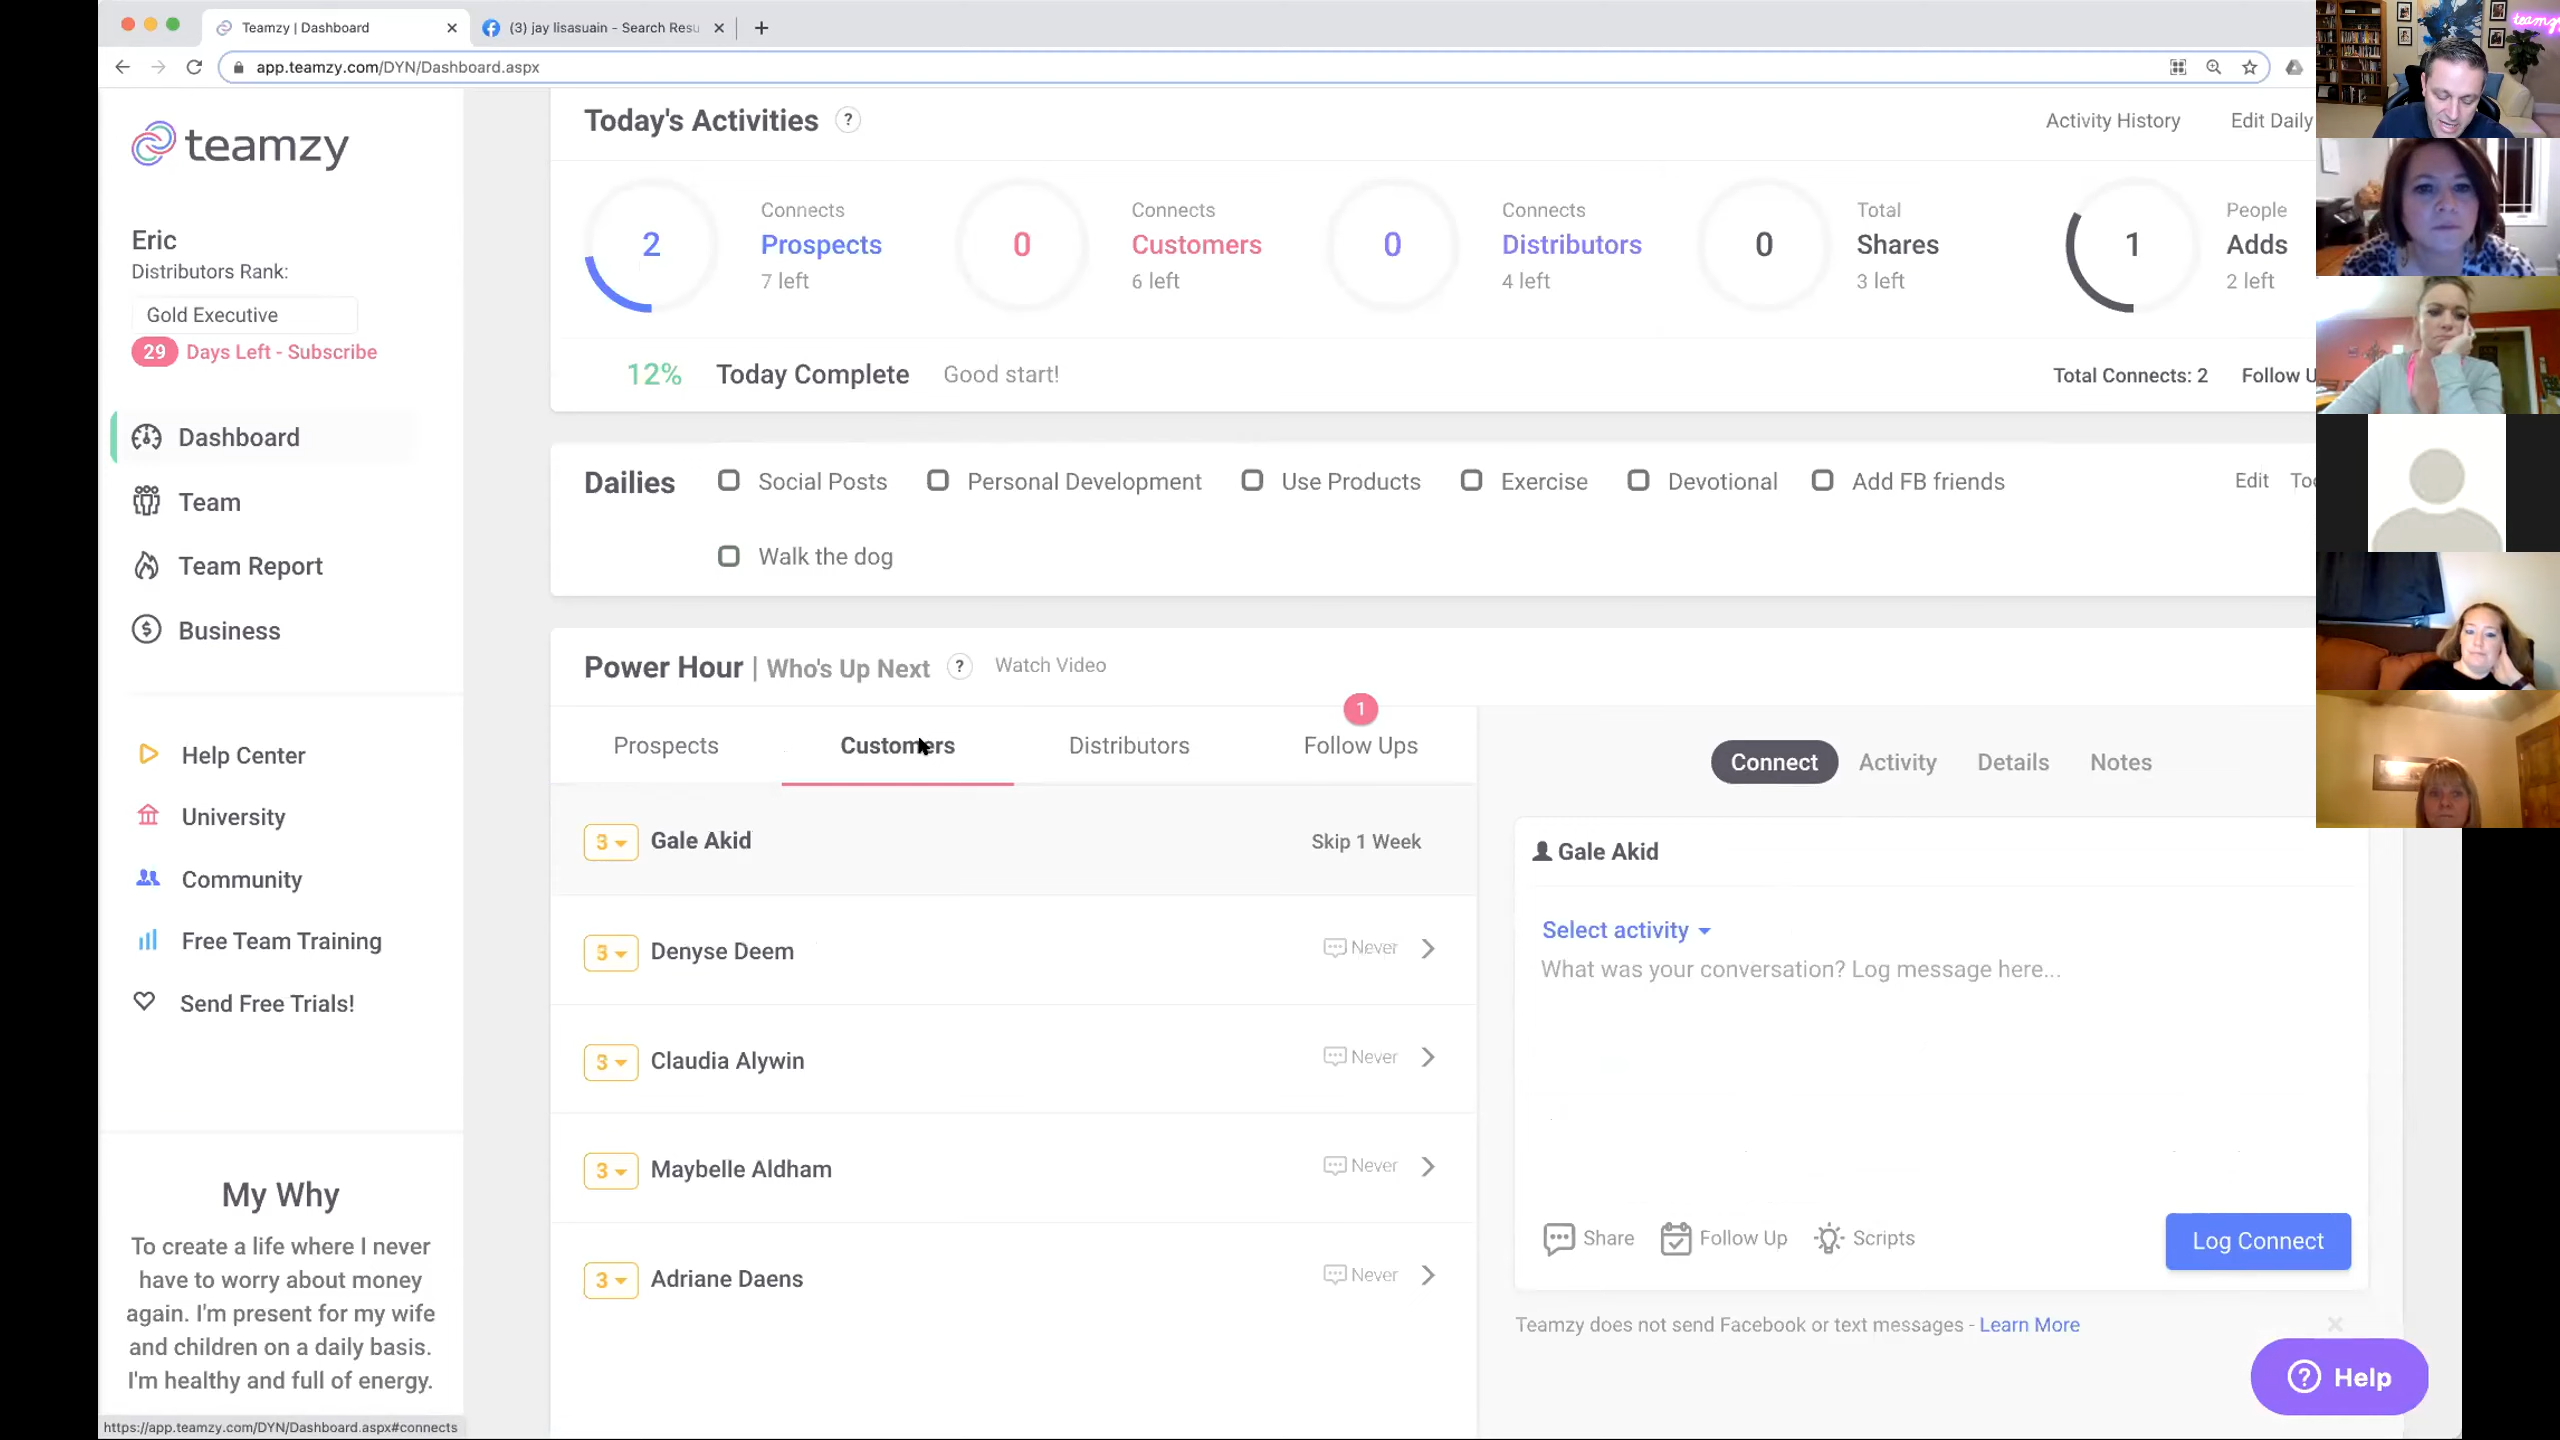 Teamzy | Dashboard
(3) jay lisasuain - Search Resu
app.teamzy.com/DYN/Dashboard.aspx
teamzy
Eric
Distributors Rank:
Gold Executive
29 Days Left - Subscribe
Dashboard
Team
Team Report
Business
Help Center
University
Community
Free Team Training
Send Free Trials!
My Why
To create a life where I never
have to worry about money
again. I'm present for my wife
and children on a daily basis.
I'm healthy and full of energy.
https://app.teamzy.com/DYN/Dashboard.aspx#connects
Today's Activities ?
Activity History
Edit Daily
2
Connects
Prospects
7 left
0
Connects
Customers
6 left
0
Connects
Distributors
4 left
0
Total
Shares
3 left
1
People
Adds
2 left
12% Today Complete Good start!
Total Connects: 2 Follow U
Dailies Social Posts Personal Development Use Products Exercise Devotional Add FB friends
Edit
Walk the dog
Power Hour | Who's Up Next ? Watch Video
Prospects Customers Distributors 1 Follow Ups
3 Gale Akid Skip 1 Week
3 Denyse Deem Never
3 Claudia Alywin Never
3 Maybelle Aldham Never
3 Adriane Daens Never
Connect Activity Details Notes
Gale Akid
Select activity
What was your conversation? Log message here...
Share Follow Up Scripts Log Connect
Teamzy does not send Facebook or text messages - Learn More
? Help